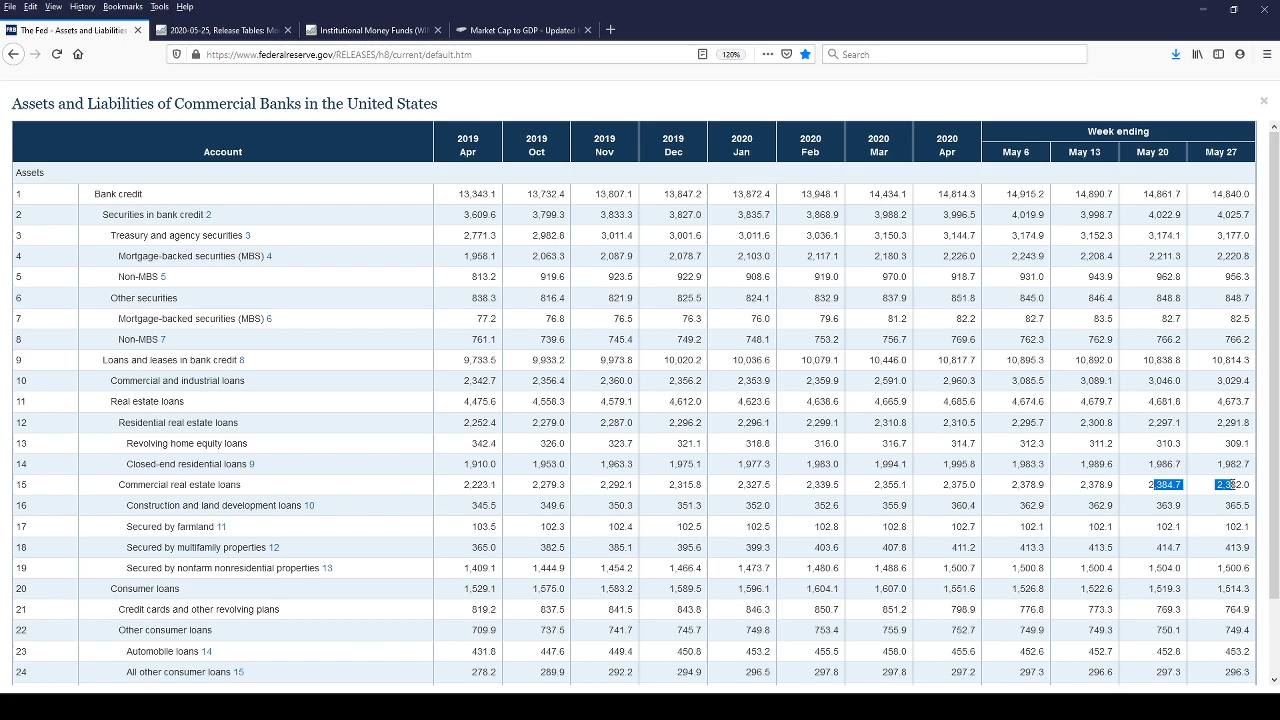 File Edit View History Bookmarks Tools Help
The Fed - Assets and Liabilities 2020-05-25, Release Tables: Mo Institutional Money Funds (WI Market Cap to GDP - Updated
https://www.federalreserve.gov/RELEASES/h8/current/default.htm 120% Search
Assets and Liabilities of Commercial Banks in the United States
Account 2019 Apr 2019 Oct 2019 Nov 2019 Dec 2020 Jan 2020 Feb 2020 Mar 2020 Apr Week ending
May 6 May 13 May 20 May 27
Assets
1 Bank credit 13,343.1 13,732.4 13,807.1 13,847.2 13,872.4 13,948.1 14,434.1 14,814.3 14,915.2 14,890.7 14,861.7 14,840.0
2 Securities in bank credit 2 3,609.6 3,799.3 3,833.3 3,827.0 3,835.7 3,868.9 3,988.2 3,996.5 4,019.9 3,998.7 4,022.9 4,025.7
3 Treasury and agency securities 3 2,771.3 2,982.8 3,011.4 3,001.6 3,011.6 3,036.1 3,150.3 3,144.7 3,174.9 3,152.3 3,174.1 3,177.0
4 Mortgage-backed securities (MBS) 4 1,958.1 2,063.3 2,087.9 2,078.7 2,103.0 2,117.1 2,180.3 2,226.0 2,243.9 2,208.4 2,211.3 2,220.8
5 Non-MBS 5 813.2 919.6 923.5 922.9 908.6 919.0 970.0 918.7 931.0 943.9 962.8 956.3
6 Other securities 838.3 816.4 821.9 825.5 824.1 832.9 837.9 851.8 845.0 846.4 848.8 848.7
7 Mortgage-backed securities (MBS) 6 77.2 76.8 76.5 76.3 76.0 79.6 81.2 82.2 82.7 83.5 82.7 82.5
8 Non-MBS 7 761.1 739.6 745.4 749.2 748.1 753.2 756.7 769.6 762.3 762.9 766.2 766.2
9 Loans and leases in bank credit 8 9,733.5 9,933.2 9,973.8 10,020.2 10,036.6 10,079.1 10,446.0 10,817.7 10,895.3 10,892.0 10,838.8 10,814.3
10 Commercial and industrial loans 2,342.7 2,356.4 2,360.0 2,356.2 2,353.9 2,359.9 2,591.0 2,960.3 3,085.5 3,089.1 3,046.0 3,029.4
11 Real estate loans 4,475.6 4,558.3 4,579.1 4,612.0 4,623.6 4,638.6 4,665.9 4,685.6 4,674.6 4,679.7 4,681.8 4,673.7
12 Residential real estate loans 2,252.4 2,279.0 2,287.0 2,296.2 2,296.1 2,299.1 2,310.8 2,310.5 2,295.7 2,300.8 2,297.1 2,291.8
13 Revolving home equity loans 342.4 326.0 323.7 321.1 318.8 316.0 316.7 314.7 312.3 311.2 310.3 309.1
14 Closed-end residential loans 9 1,910.0 1,953.0 1,963.3 1,975.1 1,977.3 1,983.0 1,994.1 1,995.8 1,983.3 1,989.6 1,986.7 1,982.7
15 Commercial real estate loans 2,223.1 2,279.3 2,292.1 2,315.8 2,327.5 2,339.5 2,355.1 2,375.0 2,378.9 2,378.9 2,384.7
16 Construction and land development loans 10 345.5 349.6 350.3 351.3 352.0 352.6 355.9 360.4 362.9 362.9 363.9 365.5
17 Secured by farmland 11 103.5 102.3 102.4 102.5 102.5 102.8 102.8 102.7 102.1 102.1 102.1 102.1
18 Secured by multifamily properties 12 365.0 382.5 385.1 395.6 399.3 403.6 407.8 411.2 413.3 413.5 414.7 413.9
19 Secured by nonfarm nonresidential properties 13 1,409.1 1,444.9 1,454.2 1,466.4 1,473.7 1,480.6 1,488.6 1,500.7 1,500.8 1,500.4 1,504.0 1,500.6
20 Consumer loans 1,529.1 1,575.0 1,583.2 1,589.5 1,596.1 1,604.1 1,607.0 1,551.6 1,526.8 1,522.6 1,519.3 1,514.3
21 Credit cards and other revolving plans 819.2 837.5 841.5 843.8 846.3 850.7 851.2 798.9 776.8 773.3 769.3 764.9
22 Other consumer loans 709.9 737.5 741.7 745.7 749.8 753.4 755.9 752.7 749.9 749.3 750.1 749.4
23 Automobile loans 14 431.8 447.6 449.4 450.8 453.2 455.5 458.0 455.6 452.6 452.7 452.8 453.2
24 All other consumer loans 15 278.2 289.9 292.2 294.9 296.5 297.8 297.8 297.2 297.3 296.6 297.3 296.3